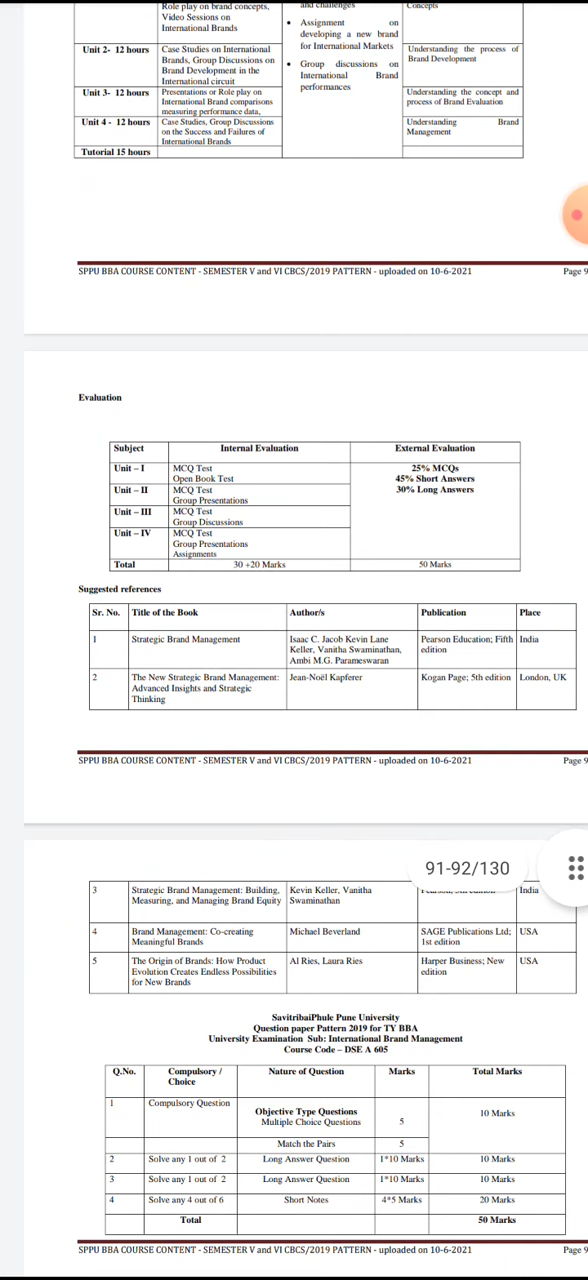 Role play on brand concepts,
Video Sessions on
International Brands
and challenges
• Assignment on
developing a new brand
for International Markets
• Group discussions on
International Brand
performances
Concepts
Unit 2- 12 hours
Case Studies on International
Brands, Group Discussions on
Brand Development in the
International circuit
Understanding the process of
Brand Development
Unit 3- 12 hours
Presentations or Role play on
International Brand comparisons
measuring performance data,
Understanding the concept and
process of Brand Evaluation
Unit 4 - 12 hours
Case Studies, Group Discussions
on the Success and Failures of
International Brands
Understanding Brand
Management
Tutorial 15 hours
SPPU BBA COURSE CONTENT - SEMESTER V and VI CBCS/2019 PATTERN - uploaded on 10-6-2021 Page 9
Evaluation
Subject Internal Evaluation External Evaluation
Unit – I MCQ Test
Open Book Test
25% MCQs
45% Short Answers
30% Long Answers
Unit – II MCQ Test
Group Presentations
Unit – III MCQ Test
Group Discussions
Unit – IV MCQ Test
Group Presentations
Assignments
Total 30 +20 Marks 50 Marks
Suggested references
Sr. No. Title of the Book Author/s Publication Place
1 Strategic Brand Management
Isaac C. Jacob Kevin Lane
Keller, Vanitha Swaminathan,
Ambi M.G. Parameswaran
Pearson Education; Fifth
edition
India
2 The New Strategic Brand Management:
Advanced Insights and Strategic
Thinking
Jean-Noël Kapferer
Kogan Page; 5th edition
London, UK
SPPU BBA COURSE CONTENT - SEMESTER V and VI CBCS/2019 PATTERN - uploaded on 10-6-2021 Page 9
91-92/130
3 Strategic Brand Management: Building,
Measuring, and Managing Brand Equity
Kevin Keller, Vanitha
Swaminathan
India
4 Brand Management: Co-creating
Meaningful Brands
Michael Beverland
SAGE Publications Ltd;
1st edition
USA
5 The Origin of Brands: How Product
Evolution Creates Endless Possibilities
for New Brands
Al Ries, Laura Ries
Harper Business; New
edition
USA
SavitribaiPhule Pune University
Question paper Pattern 2019 for TY BBA
University Examination Sub: International Brand Management
Course Code – DSE A 605
Q.No. Compulsory /
Choice
Nature of Question Marks Total Marks
1 Compulsory Question
Objective Type Questions
Multiple Choice Questions 5
10 Marks
Match the Pairs 5
2 Solve any 1 out of 2 Long Answer Question 1*10 Marks 10 Marks
3 Solve any 1 out of 2 Long Answer Question 1*10 Marks 10 Marks
4 Solve any 4 out of 6 Short Notes 4*5 Marks 20 Marks
Total 50 Marks
SPPU BBA COURSE CONTENT - SEMESTER V and VI CBCS/2019 PATTERN - uploaded on 10-6-2021 Page 9